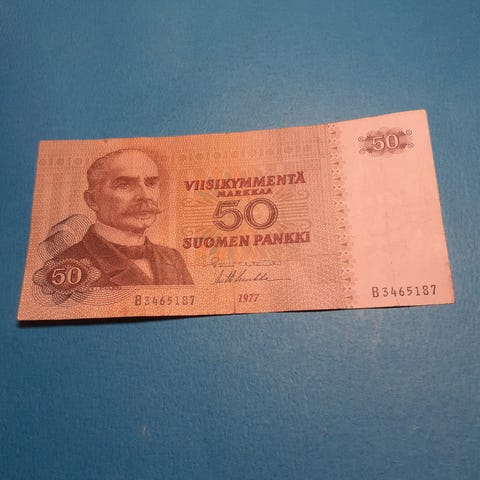 50
VIISIKYMMENTÄ
MARKKAA
50
SUOMEN PANKKI
50
B3465187
1977
B3465187